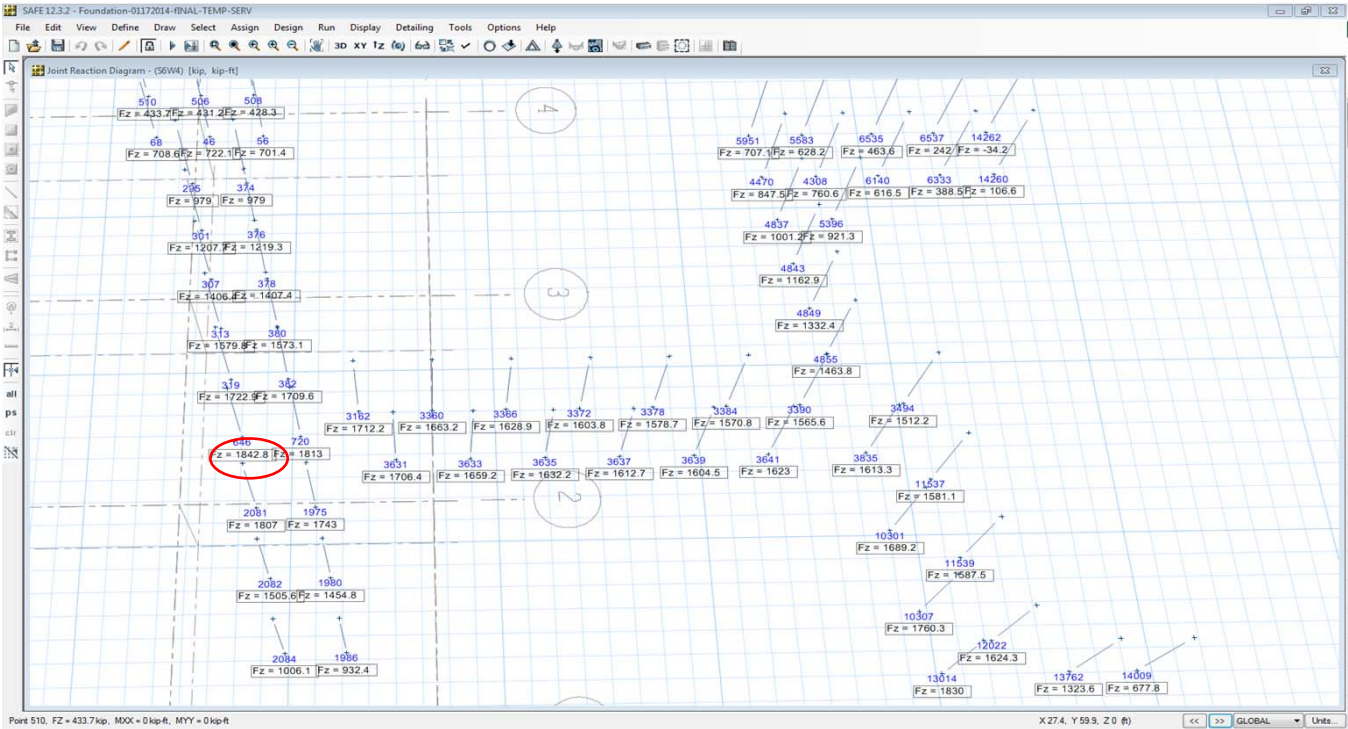 SAFE 12.3.2 - Foundation-01172014-fINAL-TEMP-SERV
File Edit View Define Draw Select Assign Design Run Display Detailing Tools Options Help
3D XY
Joint Reaction Diagram - (S6W4) [kip, kip-ft]
all
ps
clr
4
3
2
510 506 508
Fz = 433.7 Fz = 431.2 Fz = 428.3
68 46 56
Fz = 708.6 Fz = 722.1 Fz = 701.4
5951 5583 6535 6537 14262
Fz = 707.1 Fz = 628.2 Fz = 463.6 Fz = 242 Fz = -34.2
295 374
Fz = 979 Fz = 979
4470 4308 6140 6333 14260
Fz = 847.5 Fz = 760.6 Fz = 616.5 Fz = 388.5 Fz = 106.6
301 376
Fz = 1207.7 Fz = 1219.3
4837 5396
Fz = 1001.2 Fz = 921.3
307 378
Fz = 1406.4 Fz = 1407.4
4843
Fz = 1162.9
313 380
Fz = 1579.8 Fz = 1573.1
4849
Fz = 1332.4
4855
Fz = 1463.8
319 382
Fz = 1722.9 Fz = 1709.6
3162 3360 3366 3372 3378 3384 3390 3494
Fz = 1712.2 Fz = 1663.2 Fz = 1628.9 Fz = 1603.8 Fz = 1578.7 Fz = 1570.8 Fz = 1565.6 Fz = 1512.2
646 720
Fz = 1842.8 Fz = 1813
3631 3633 3635 3637 3639 3641 3835
Fz = 1706.4 Fz = 1659.2 Fz = 1632.2 Fz = 1612.7 Fz = 1604.5 Fz = 1623 Fz = 1613.3
11537
Fz = 1581.1
2081 1975
Fz = 1807 Fz = 1743
10301
Fz = 1689.2
11539
Fz = 1587.5
2082 1980
Fz = 1505.6 Fz = 1454.8
10307
Fz = 1760.3
12022
Fz = 1624.3
2084 1986
Fz = 1006.1 Fz = 932.4
13014 13762 14009
Fz = 1830 Fz = 1323.6 Fz = 677.8
Point 510, FZ = 433.7 kip, MXX = 0 kip-ft, MYY = 0 kip-ft
X 27.4, Y 59.9, Z 0 (ft)
<< >> GLOBAL Units...